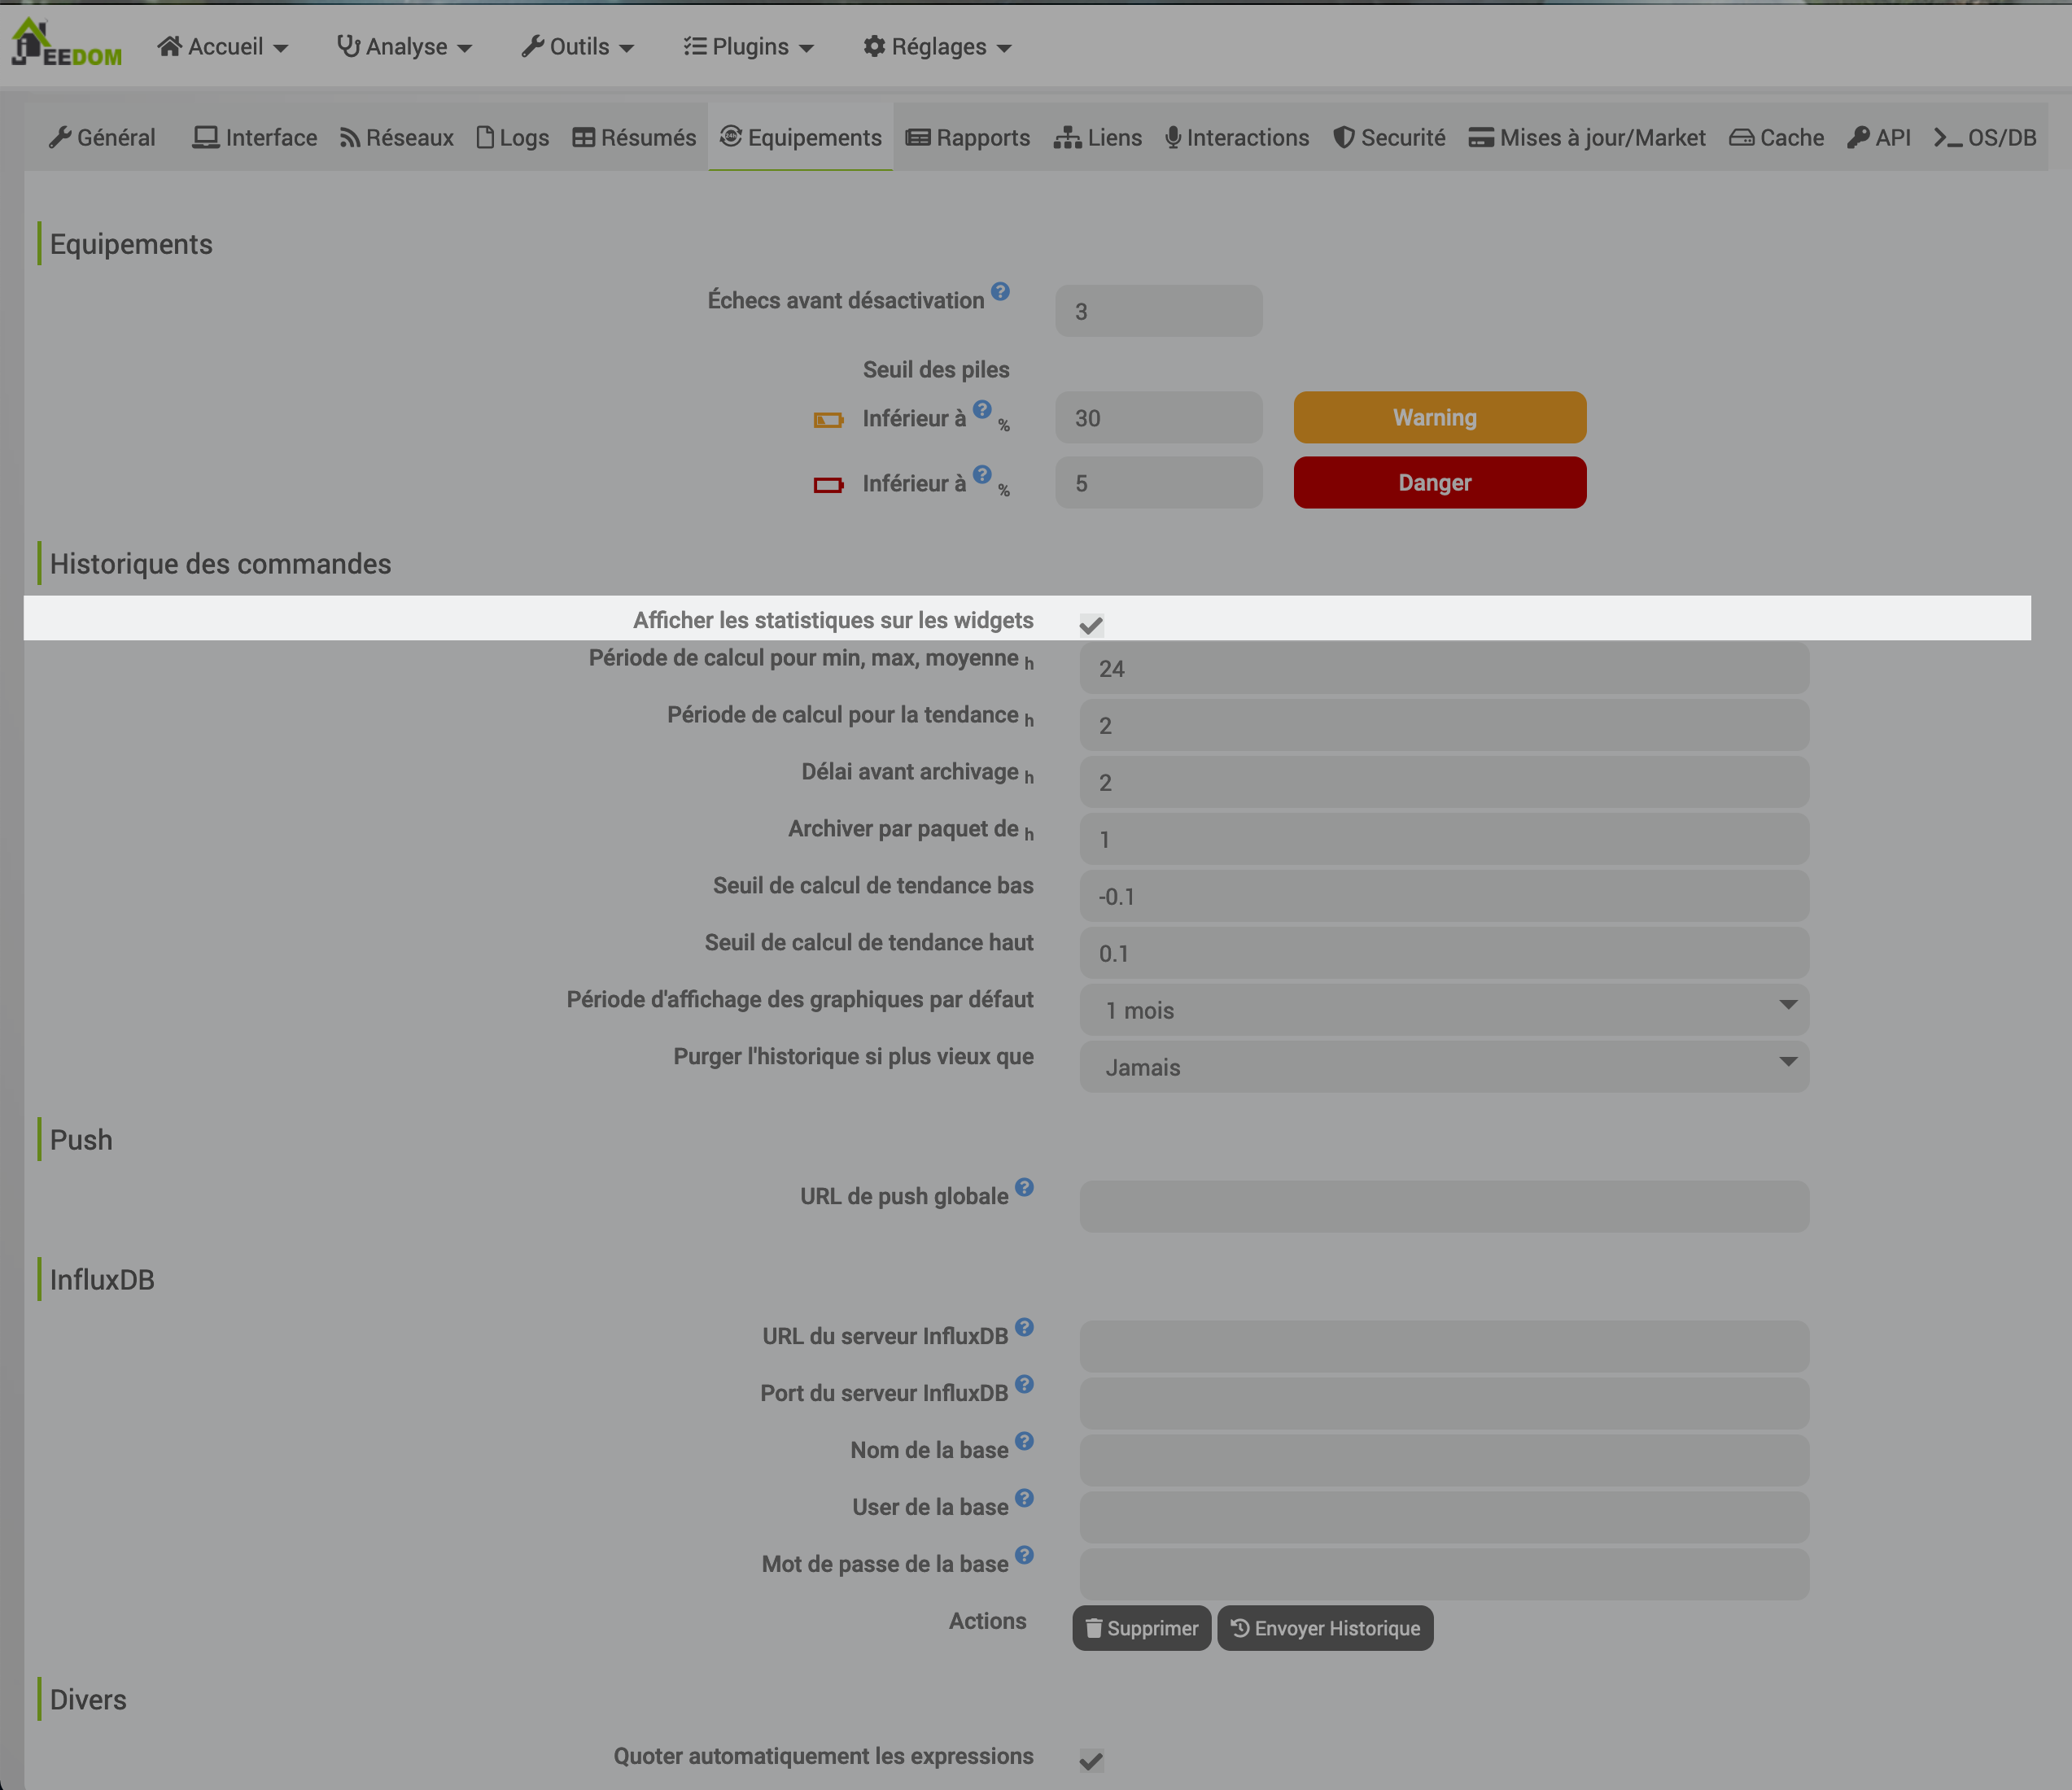 JEEDOM Accueil Analyse Outils Plugins Réglages
Général Interface Réseaux Logs Résumés Equipements Rapports Liens Interactions Securité Mises à jour/Market Cache API OS/DB
Equipements
Échecs avant désactivation ? 3
Seuil des piles
Inférieur à ? % 30 Warning
Inférieur à ? % 5 Danger
Historique des commandes
Afficher les statistiques sur les widgets
Période de calcul pour min, max, moyenne h 24
Période de calcul pour la tendance h 2
Délai avant archivage h 2
Archiver par paquet de h 1
Seuil de calcul de tendance bas -0.1
Seuil de calcul de tendance haut 0.1
Période d'affichage des graphiques par défaut 1 mois
Purger l'historique si plus vieux que Jamais
Push
URL de push globale ?
InfluxDB
URL du serveur InfluxDB ?
Port du serveur InfluxDB ?
Nom de la base ?
User de la base ?
Mot de passe de la base ?
Actions Supprimer Envoyer Historique
Divers
Quoter automatiquement les expressions